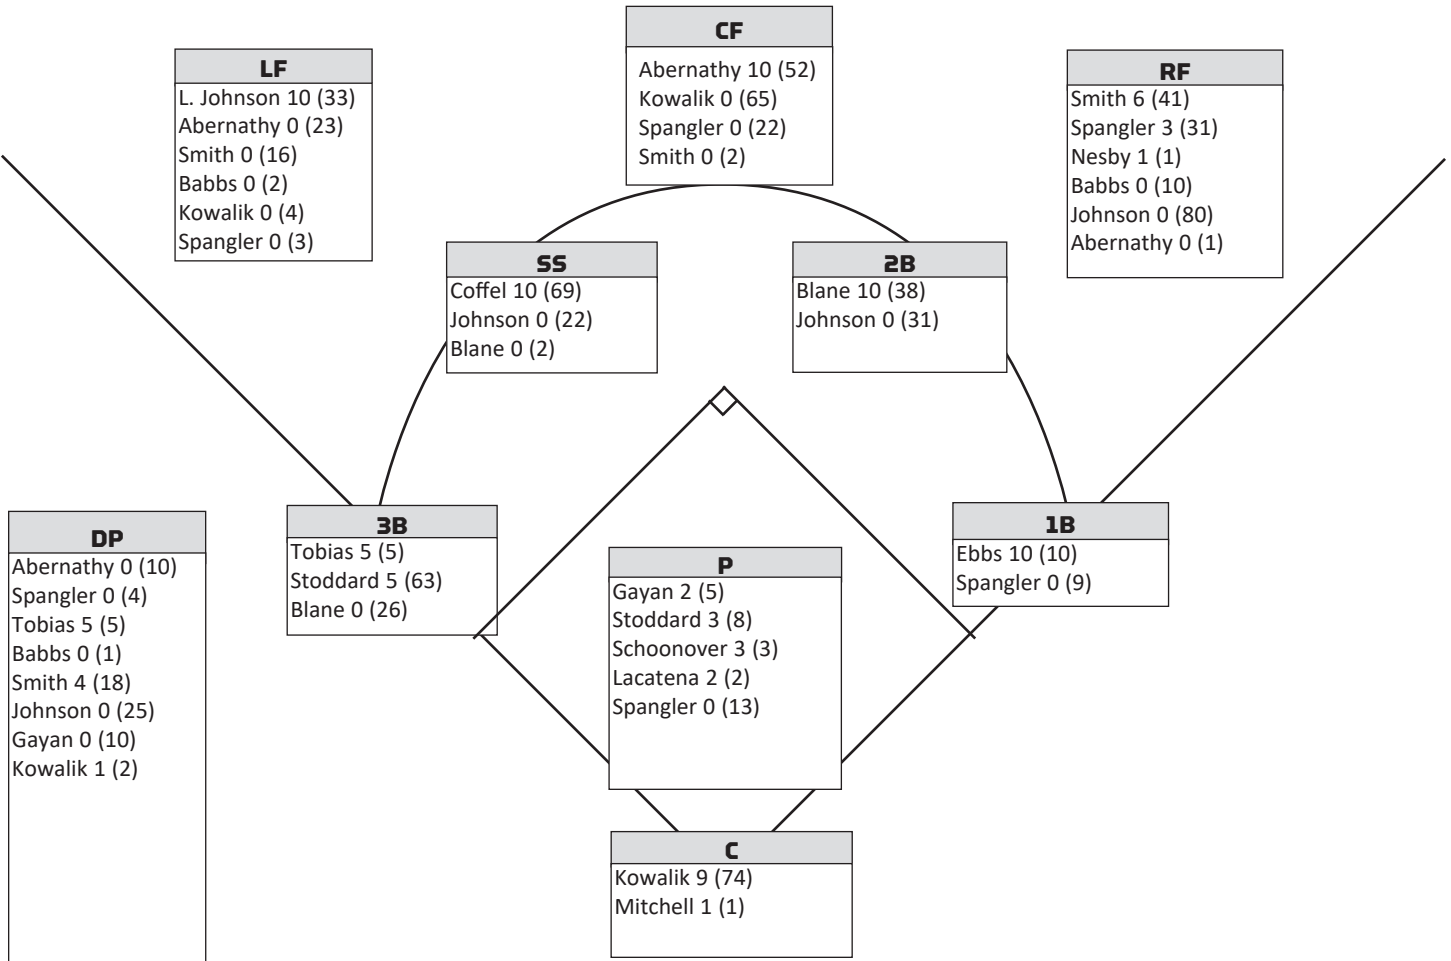 CF
Abernathy 10 (52)
Kowalik 0 (65)
Spangler 0 (22)
Smith 0 (2)
LF
L. Johnson 10 (33)
Abernathy 0 (23)
Smith 0 (16)
Babbs 0 (2)
Kowalik 0 (4)
Spangler 0 (3)
RF
Smith 6 (41)
Spangler 3 (31)
Nesby 1 (1)
Babbs 0 (10)
Johnson 0 (80)
Abernathy 0 (1)
SS
Coffel 10 (69)
Johnson 0 (22)
Blane 0 (2)
2B
Blane 10 (38)
Johnson 0 (31)
DP
Abernathy 0 (10)
Spangler 0 (4)
Tobias 5 (5)
Babbs 0 (1)
Smith 4 (18)
Johnson 0 (25)
Gayan 0 (10)
Kowalik 1 (2)
3B
Tobias 5 (5)
Stoddard 5 (63)
Blane 0 (26)
P
Gayan 2 (5)
Stoddard 3 (8)
Schoonover 3 (3)
Lacatena 2 (2)
Spangler 0 (13)
1B
Ebbs 10 (10)
Spangler 0 (9)
C
Kowalik 9 (74)
Mitchell 1 (1)